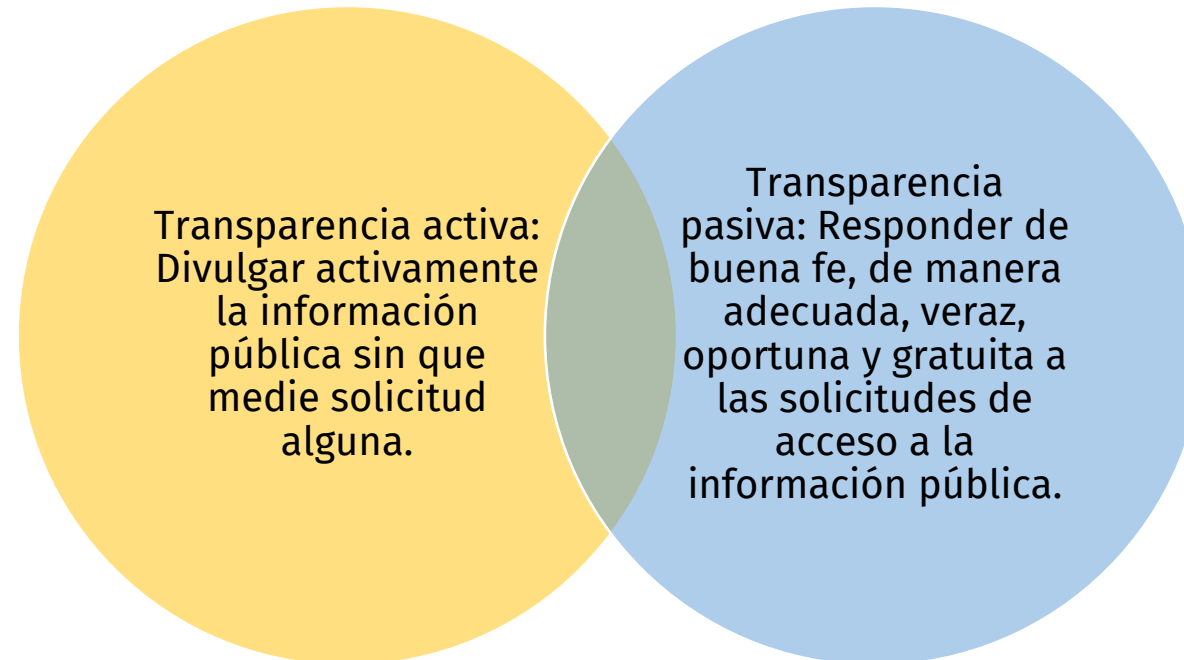 Transparencia activa:
Divulgar activamente
la información
pública sin que
medie solicitud
alguna.
Transparencia
pasiva: Responder de
buena fe, de manera
adecuada, veraz,
oportuna y gratuita a
las solicitudes de
acceso a la
información pública.